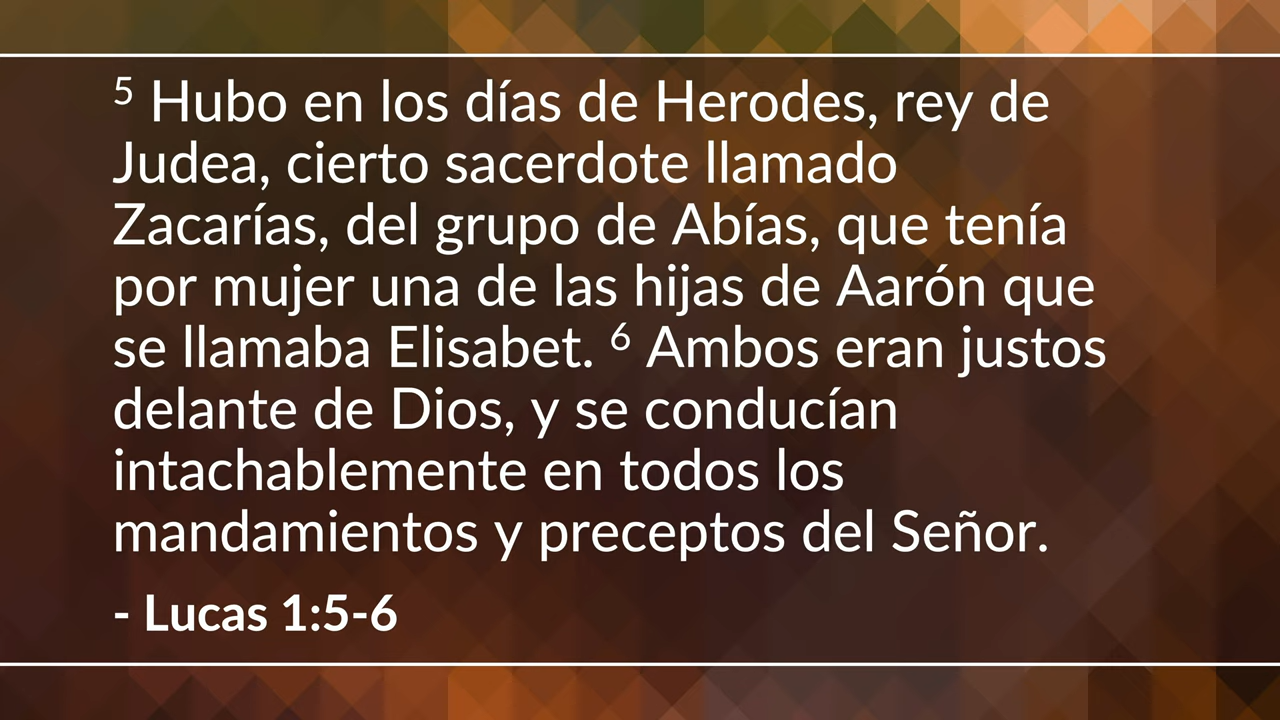 5 Hubo en los días de Herodes, rey de
Judea, cierto sacerdote llamado
Zacarías, del grupo de Abías, que tenía
por mujer una de las hijas de Aarón que
se llamaba Elisabet. 6 Ambos eran justos
delante de Dios, y se conducían
intachablemente en todos los
mandamientos y preceptos del Señor.
- Lucas 1:5-6